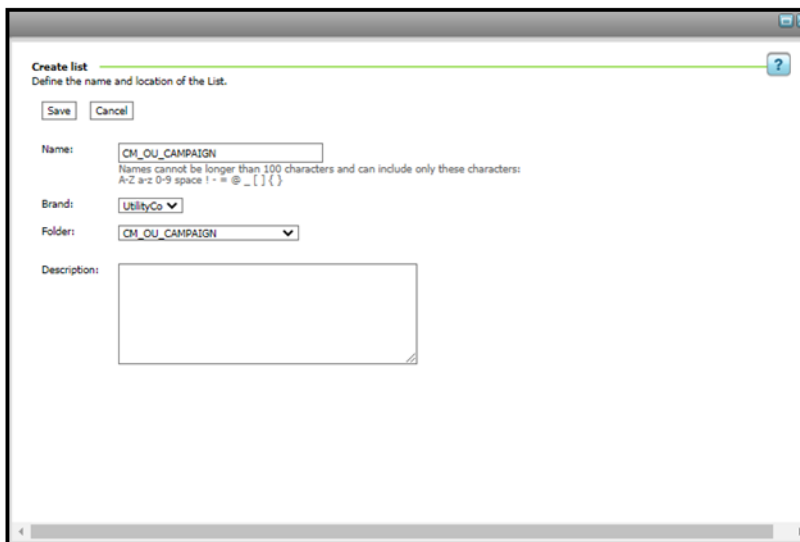 Create list
Define the name and location of the List.
?
Save Cancel
Name: CM_OU_CAMPAIGN
Names cannot be longer than 100 characters and can include only these characters:
A-Z a-z 0-9 space ! - = @ _ [ ] { }
Brand: UtilityCo
Folder: CM_OU_CAMPAIGN
Description: